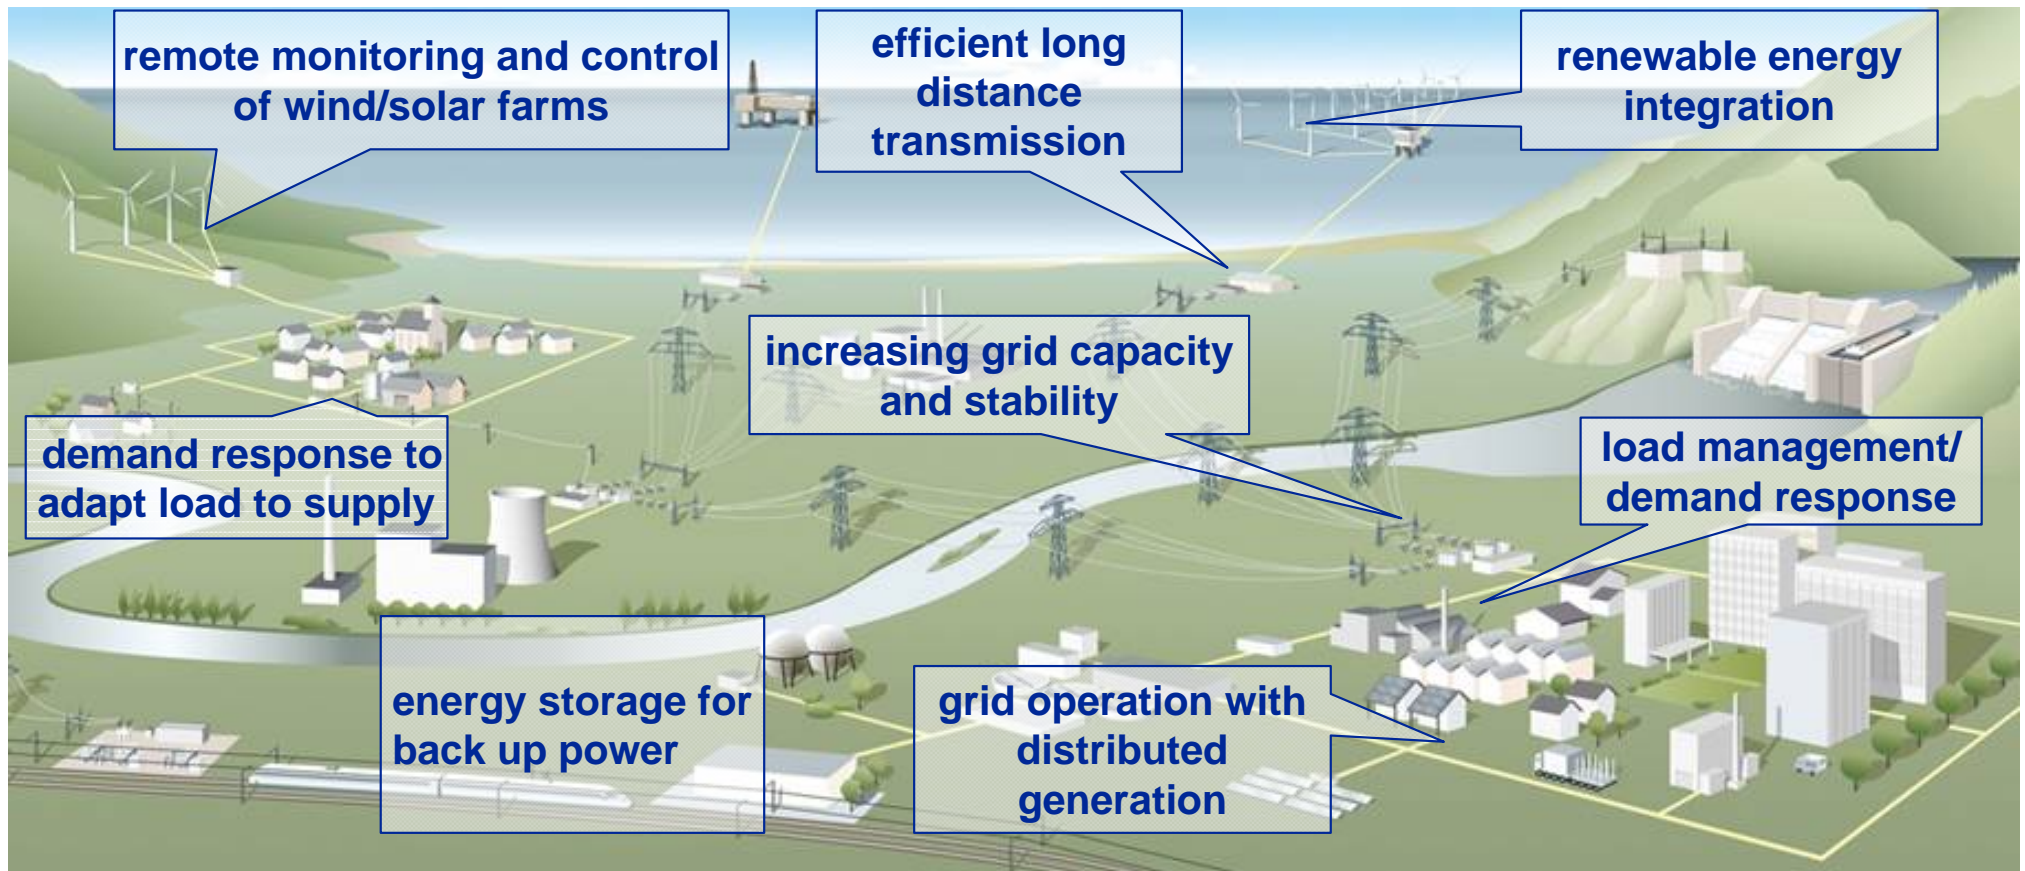 remote monitoring and control
of wind/solar farms
efficient long
distance
transmission
renewable energy
integration
increasing grid capacity
and stability
demand response to
adapt load to supply
load management/
demand response
energy storage for
back up power
grid operation with
distributed
generation